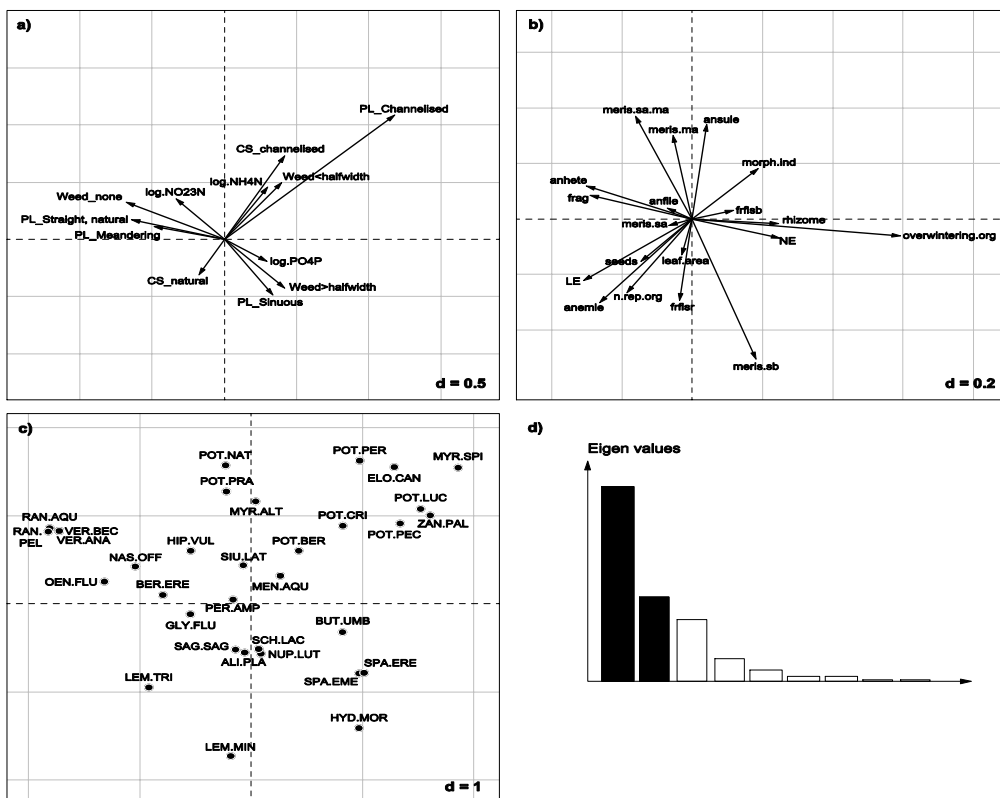 a)
PL_Channelised
CS_channelised
log.NH4N
Weed<halfwidth
Weed_none
log.NO23N
PL_Straight, natural
PL_Meandering
log.PO4P
CS_natural
Weed>halfwidth
PL_Sinuous
d = 0.5
b)
meris.sa.ma
meris.ma
ansule
morph.ind
anhete
frag
anflle
frflsb
meris.sa
rhizome
overwintering.org
NE
seeds
leaf.area
LE
n.rep.org
anemle
frflsr
meris.sb
d = 0.2
c)
POT.NAT
POT.PER
MYR.SPI
ELO.CAN
POT.PRA
POT.LUC
MYR.ALT
POT.CRI
ZAN.PAL
RAN.AQU
POT.PEC
RAN.
PEL
VER.BEC
VER.ANA
HIP.VUL
POT.BER
NAS.OFF
SIU.LAT
OEN.FLU
BER.ERE
MEN.AQU
PER.AMP
GLY.FLU
BUT.UMB
SAG.SAG
SCH.LAC
ALI.PLA
NUP.LUT
SPA.ERE
SPA.EME
LEM.TRI
HYD.MOR
LEM.MIN
d = 1
d)
Eigen values